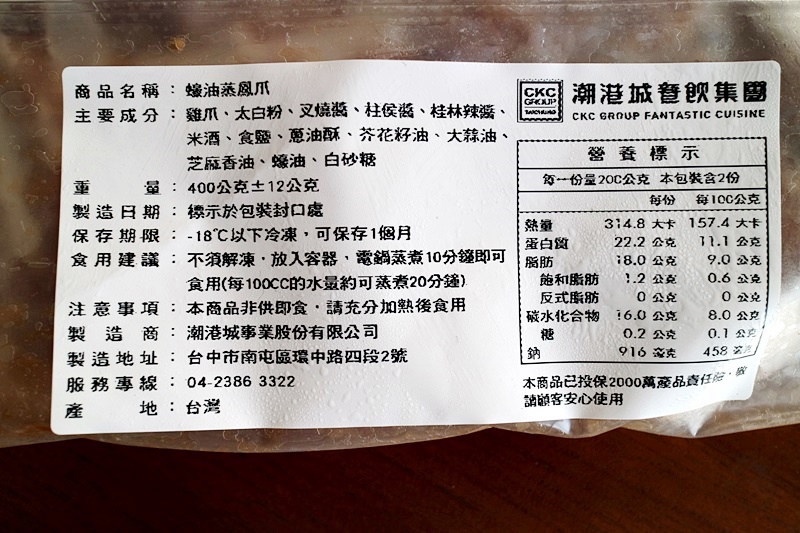 商品名稱：蠔油蒸鳳爪
主要成分：雞爪、太白粉、叉燒醬、柱侯醬、桂林辣醬、
米酒、食鹽、蔥油酥、芥花籽油、大蒜油、
芝麻香油、蠔油、白砂糖
重量：400公克±12公克
製造日期：標示於包裝封口處
保存期限：-18℃以下冷凍，可保存1個月
食用建議：不須解凍，放入容器，電鍋蒸煮10分鐘即可
食用(每100CC的水量約可蒸煮20分鐘)
注意事項：本商品非供即食，請充分加熱後食用
製造商：潮港城事業股份有限公司
製造地址：台中市南屯區環中路四段2號
服務專線：04-2386 3322
產地：台灣
CKC GROUP TAICHUNG
潮港城餐飲集團
CKC GROUP FANTASTIC CUISINE
營養標示
每一份量200公克 本包裝含2份
每份 每100公克
熱量 314.8 大卡 157.4 大卡
蛋白質 22.2 公克 11.1 公克
脂肪 18.0 公克 9.0 公克
飽和脂肪 1.2 公克 0.6 公克
反式脂肪 0 公克 0 公克
碳水化合物 16.0 公克 8.0 公克
糖 0.2 公克 0.1 公克
鈉 916 毫克 458 毫克
本商品已投保2000萬產品責任險，敬
請顧客安心使用